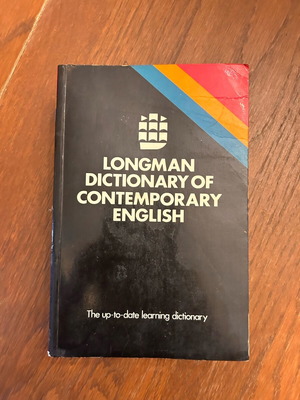 LONGMAN
DICTIONARY OF
CONTEMPORARY
ENGLISH
The up-to-date learning dictionary